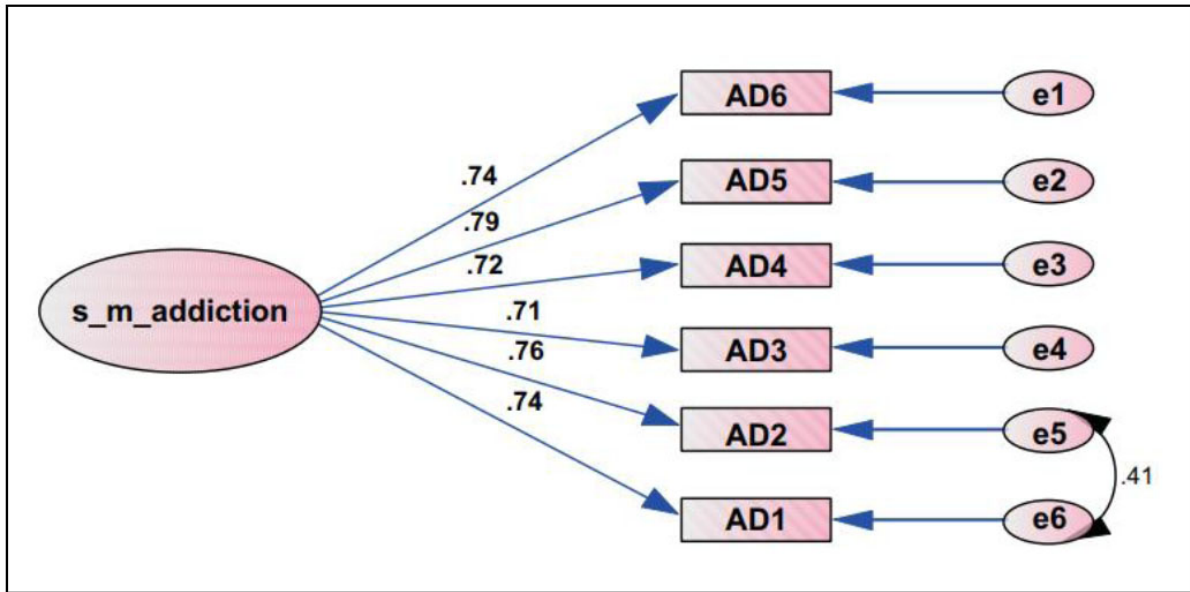 AD6
e1
.74
AD5
e2
.79
.72
AD4
e3
s_m_addiction
.71
AD3
e4
.76
.74
AD2
e5
.41
AD1
e6